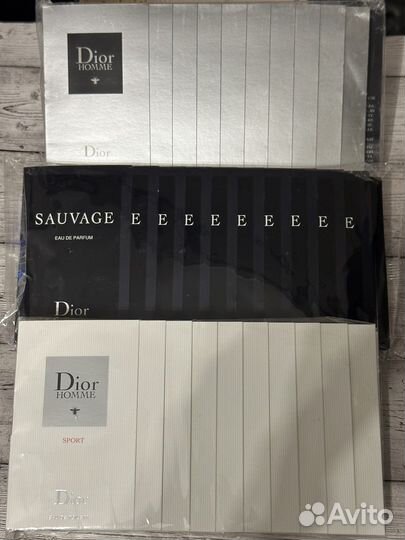 Dior
HOMME
Dior
SAUVAGE E E E E E E E E E
EAU DE PARFUM
Dior
Dior
HOMME
SPORT
Dior
Avito